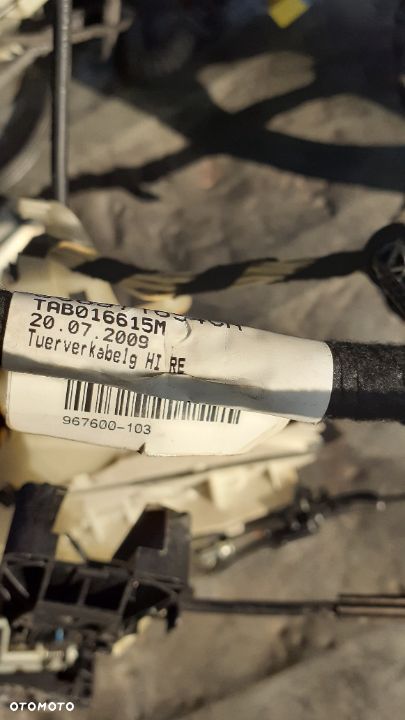 TAB016615M
20.07.2009
Tuerverkabelg HI RE
967600-103
OTOMOTO